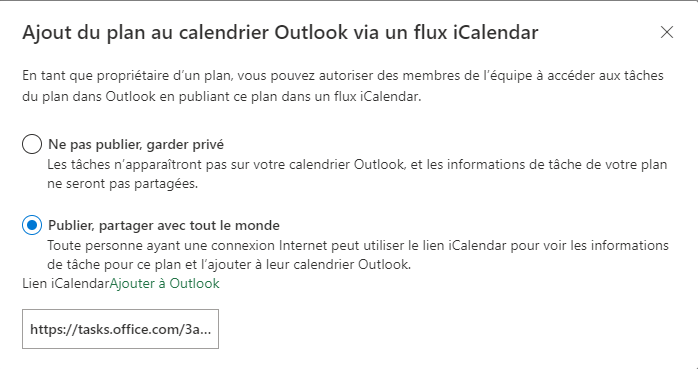 Ajout du plan au calendrier Outlook via un flux iCalendar
En tant que propriétaire d’un plan, vous pouvez autoriser des membres de l’équipe à accéder aux tâches
du plan dans Outlook en publiant ce plan dans un flux iCalendar.
Ne pas publier, garder privé
Les tâches n’apparaîtront pas sur votre calendrier Outlook, et les informations de tâche de votre plan
ne seront pas partagées.
Publier, partager avec tout le monde
Toute personne ayant une connexion Internet peut utiliser le lien iCalendar pour voir les informations
de tâche pour ce plan et l’ajouter à leur calendrier Outlook.
Lien iCalendarAjouter à Outlook
https://tasks.office.com/3a...